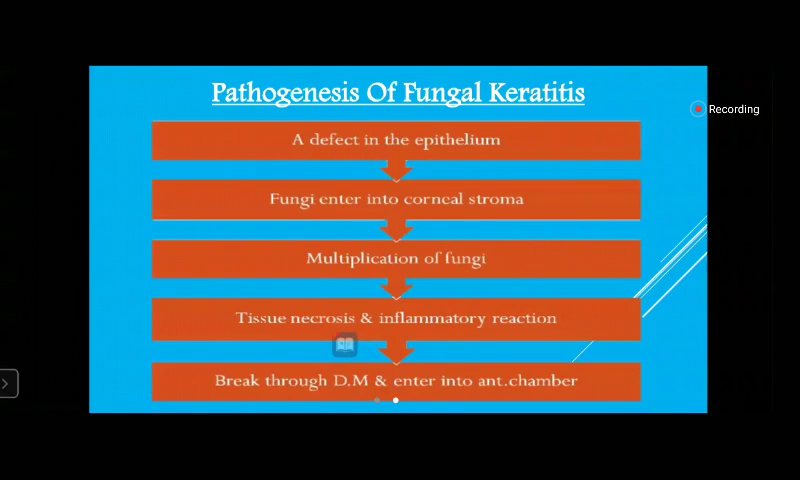 Pathogenesis Of Fungal Keratitis
Recording
A defect in the epithelium
Fungi enter into corneal stroma
Multiplication of fungi
Tissue necrosis & inflammatory reaction
Break through D.M & enter into ant.chamber